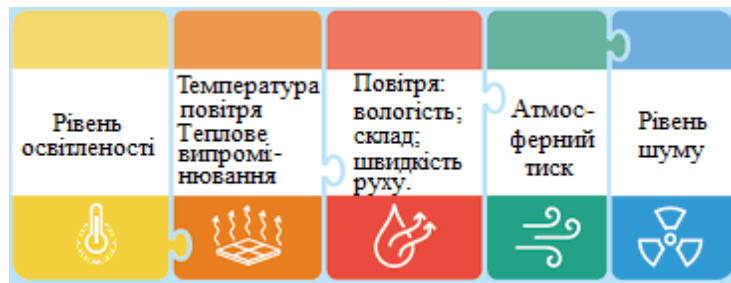 Рівень
освітленості
Температура
повітря
Теплове
випромі-
нювання
Повітря:
вологість;
склад;
швидкість
руху.
Атмос-
ферний
тиск
Рівень
шуму